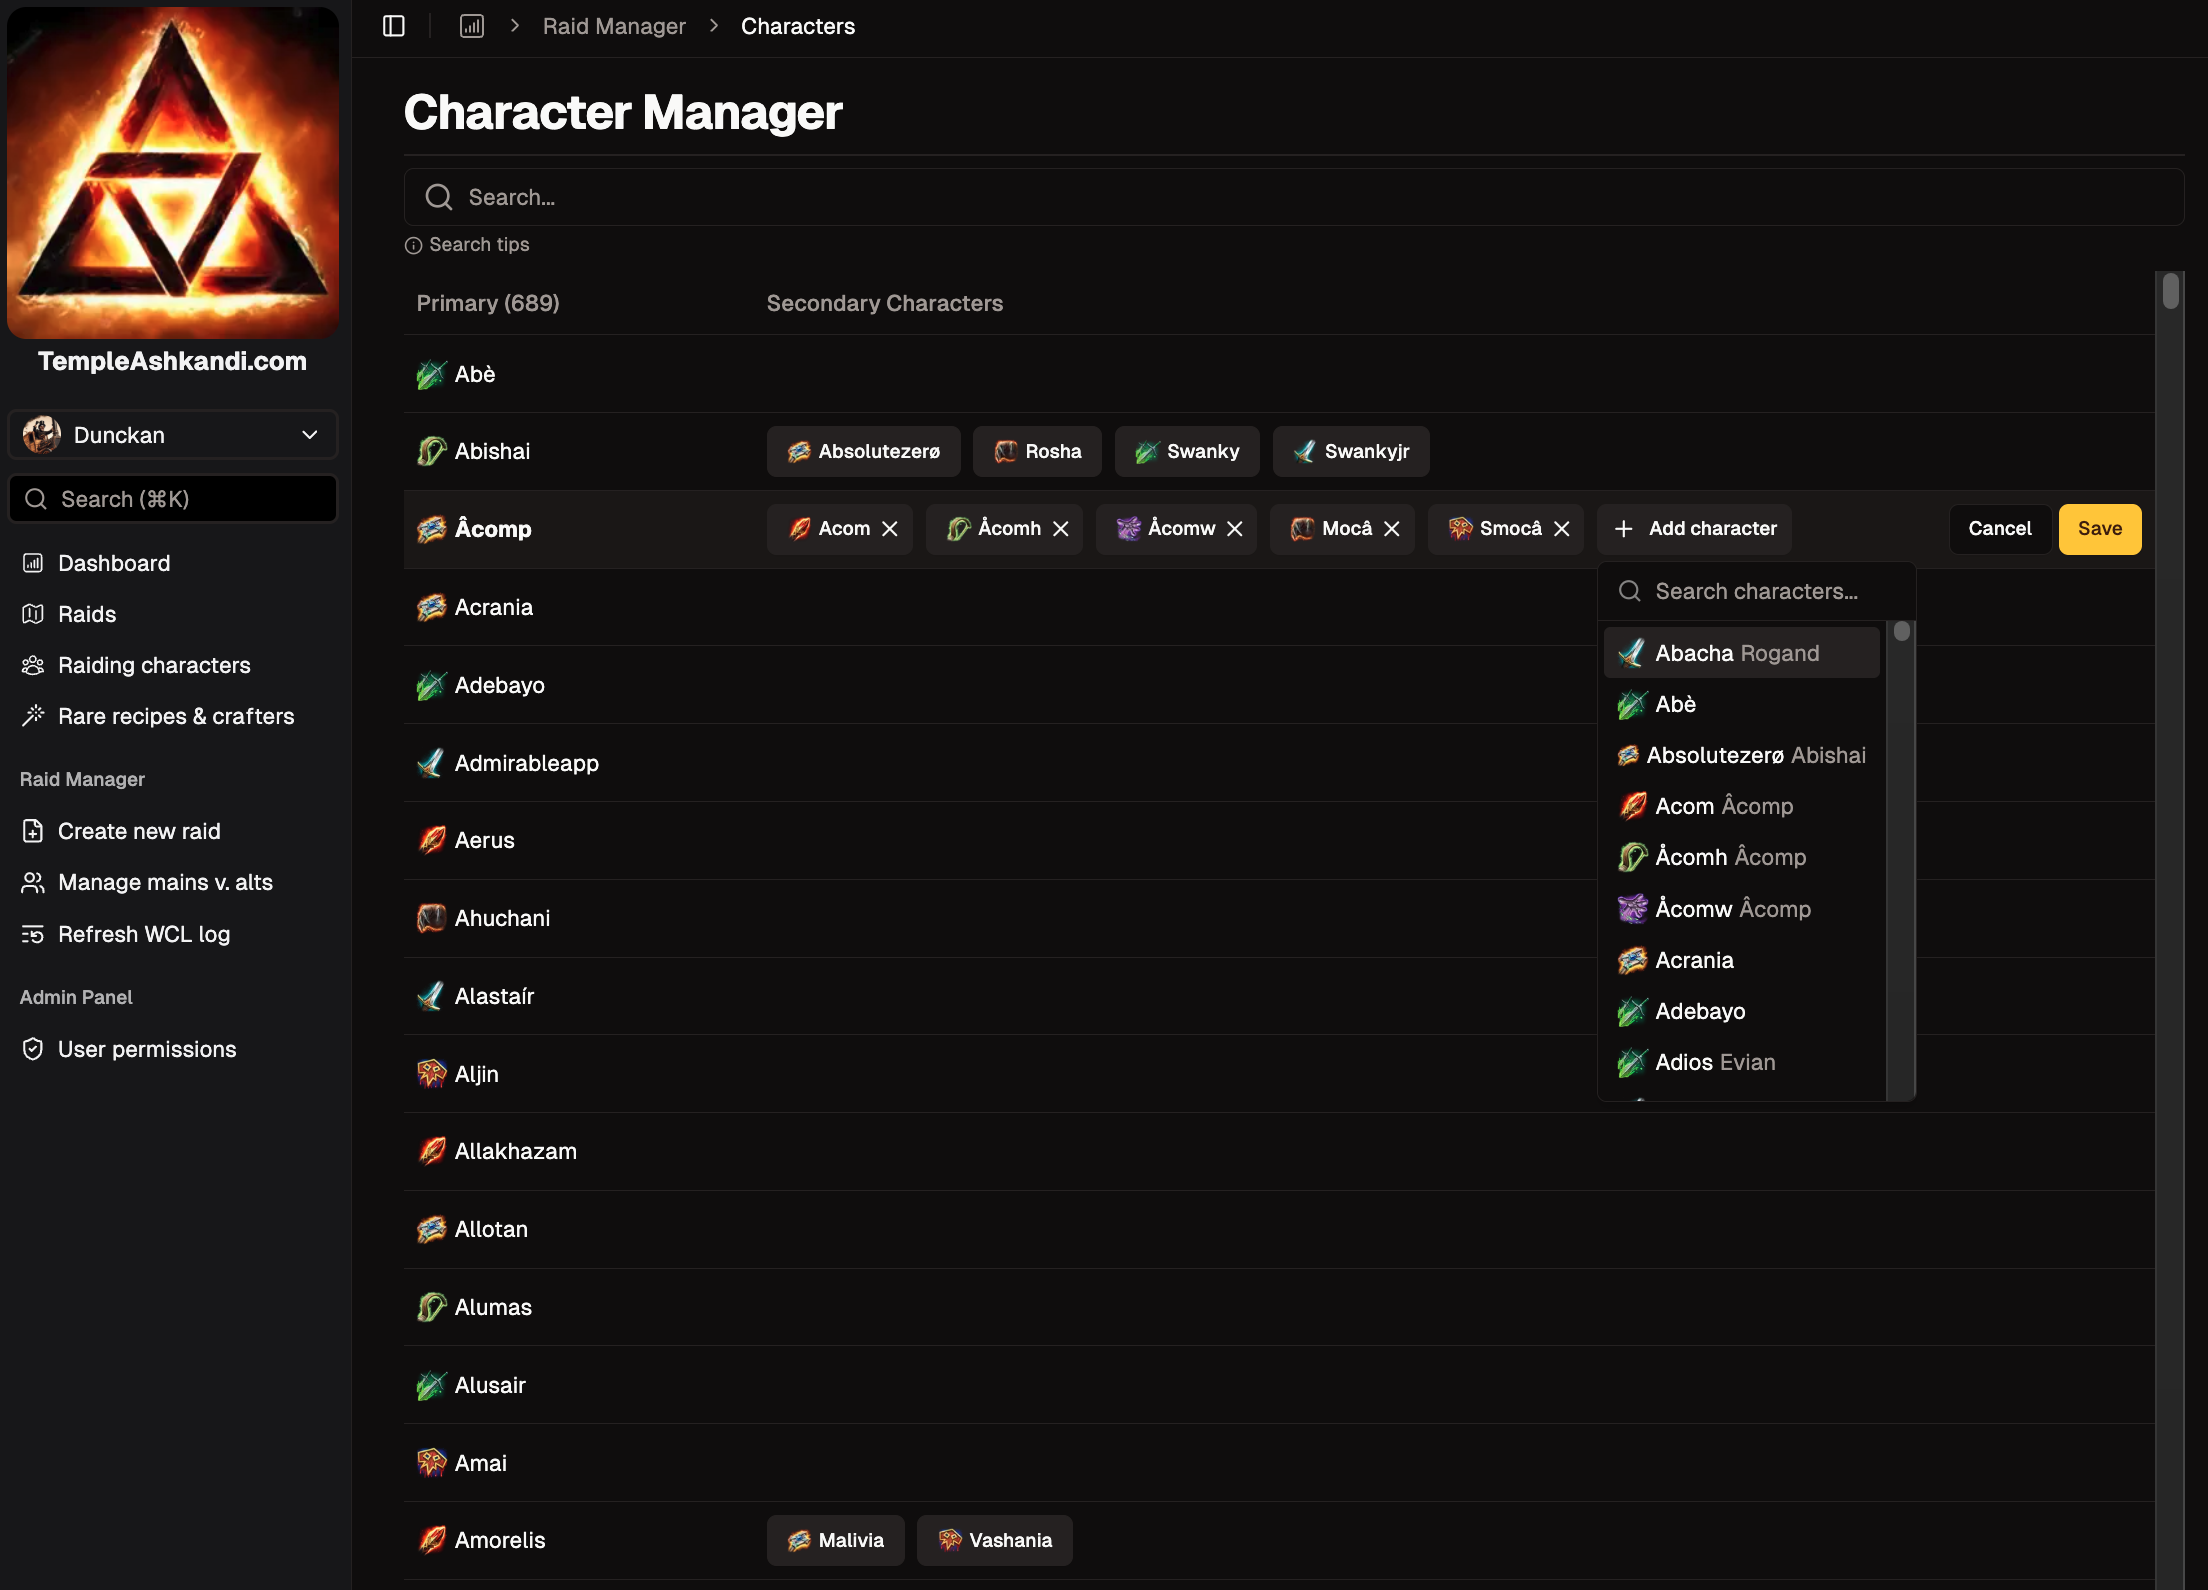 TempleAshkandi.com
Dunckan
Search (⌘K)
Dashboard
Raids
Raiding characters
Rare recipes & crafters
Raid Manager
Create new raid
Manage mains v. alts
Refresh WCL log
Admin Panel
User permissions
Raid Manager > Characters
Character Manager
Search...
Search tips
Primary (689) Secondary Characters
Abè
Abishai Absolutezerø Rosha Swanky Swankyjr
Âcomp Acom Åcomh Åcomw Mocâ Smocâ Add character Cancel Save
Acrania
Adebayo
Admirableapp
Aerus
Ahuchani
Alastaír
Aljin
Allakhazam
Allotan
Alumas
Alusair
Amai
Amorelis Malivia Vashania
Search characters...
Abacha Rogand
Abè
Absolutezerø Abishai
Acom Âcomp
Åcomh Âcomp
Åcomw Âcomp
Acrania
Adebayo
Adios Evian